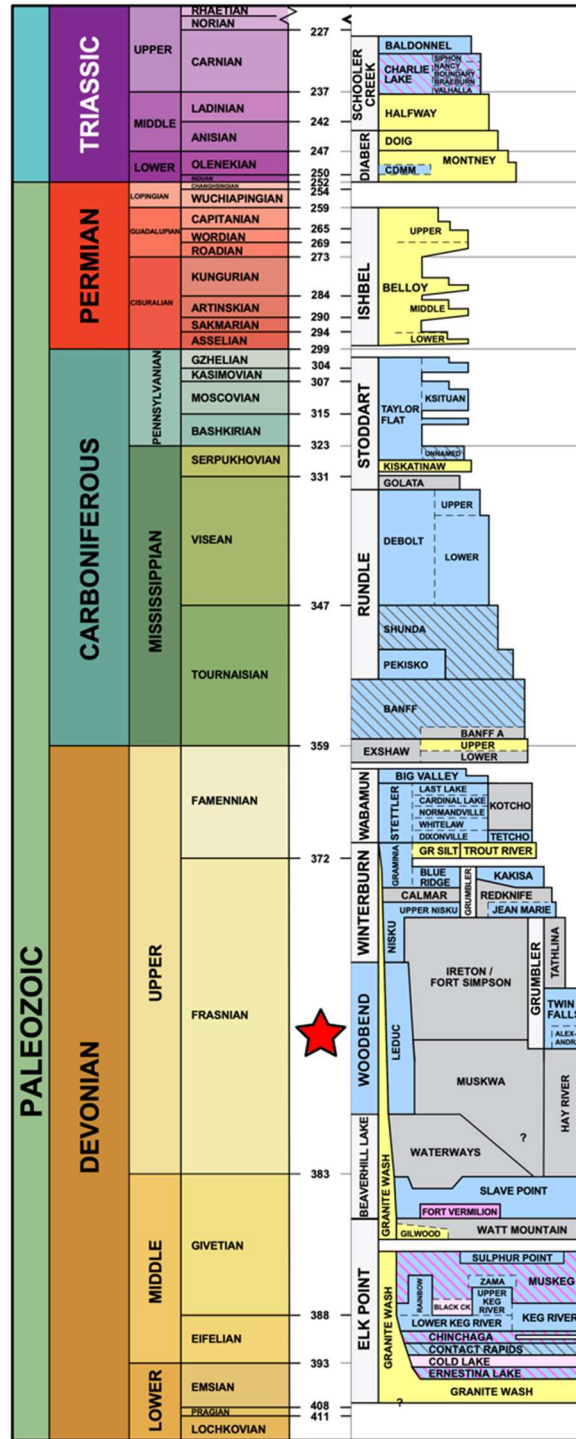 PALEOZOIC
TRIASSIC
PERMIAN
CARBONIFEROUS
DEVONIAN
UPPER
MIDDLE
LOWER
LOPINGIAN
GUADALUPIAN
CISURALIAN
PENNSYLVANIAN
MISSISSIPPIAN
UPPER
MIDDLE
LOWER
RHAETIAN
NORIAN
CARNIAN
LADINIAN
ANISIAN
OLENEKIAN
INDUAN
CHANGHSINGIAN
WUCHIAPINGIAN
CAPITANIAN
WORDIAN
ROADIAN
KUNGURIAN
ARTINSKIAN
SAKMARIAN
ASSELIAN
GZHELIAN
KASIMOVIAN
MOSCOVIAN
BASHKIRIAN
SERPUKHOVIAN
VISEAN
TOURNAISIAN
FAMENNIAN
FRASNIAN
GIVETIAN
EIFELIAN
EMSIAN
PRAGIAN
LOCHKOVIAN
227
237
242
247
250
252
254
259
265
269
273
284
290
294
299
304
307
315
323
331
347
359
372
383
388
393
408
411
SCHOOLER
CREEK
DIABER
ISHBEL
STODDART
RUNDLE
WABAMUN
WINTERBURN
WOODBEND
BEAVERHILL LAKE
ELK POINT
BALDONNEL
CHARLIE
LAKE
SIPHON
NANCY
BOUNDARY
BRAEBURN
VALHALLA
HALFWAY
DOIG
MONTNEY
CDMM
UPPER
BELLOY
MIDDLE
LOWER
TAYLOR
FLAT
KSITUAN
UNNAMED
KISKATINAW
GOLATA
UPPER
DEBOLT
LOWER
SHUNDA
PEKISKO
BANFF
BANFF A
EXSHAW
UPPER
LOWER
BIG VALLEY
STETTLER
LAST LAKE
CARDINAL LAKE
NORMANDVILLE
WHITELAW
DIXONVILLE
KOTCHO
TETCHO
GRAMINIA
GR SILT
TROUT RIVER
BLUE
RIDGE
GRUMBLER
KAKISA
CALMAR
REDKNIFE
UPPER NISKU
JEAN MARIE
NISKU
IRETON /
FORT SIMPSON
GRUMBLER
TATHLINA
TWIN
FALLS
ALEX-
ANDRA
LEDUC
MUSKWA
HAY RIVER
?
WATERWAYS
GRANITE WASH
SLAVE POINT
FORT VERMILION
GILWOOD
WATT MOUNTAIN
SULPHUR POINT
MUSKEG
RAINBOW
ZAMA
UPPER
KEG
RIVER
BLACK CK
LOWER KEG RIVER
KEG RIVER
GRANITE WASH
CHINCHAGA
CONTACT RAPIDS
COLD LAKE
ERNESTINA LAKE
GRANITE WASH
?